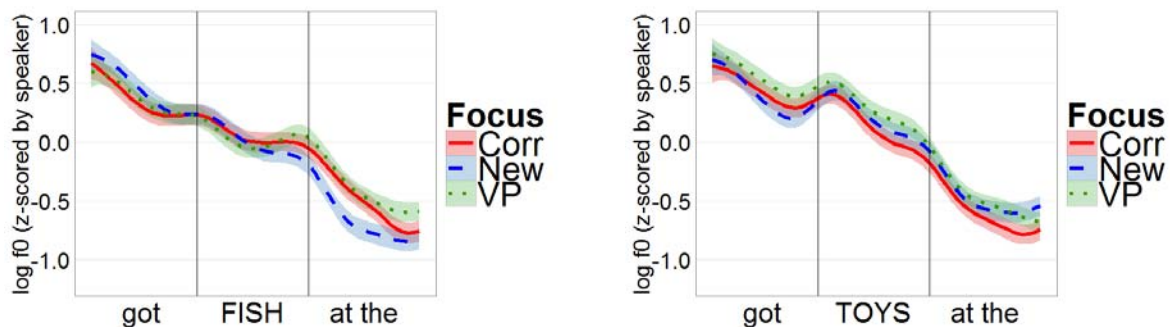 log f0 (z-scored by speaker)
1.0
0.5
0.0
-0.5
-1.0
got FISH at the
Focus
Corr
New
VP
log f0 (z-scored by speaker)
1.0
0.5
0.0
-0.5
-1.0
got TOYS at the
Focus
Corr
New
VP